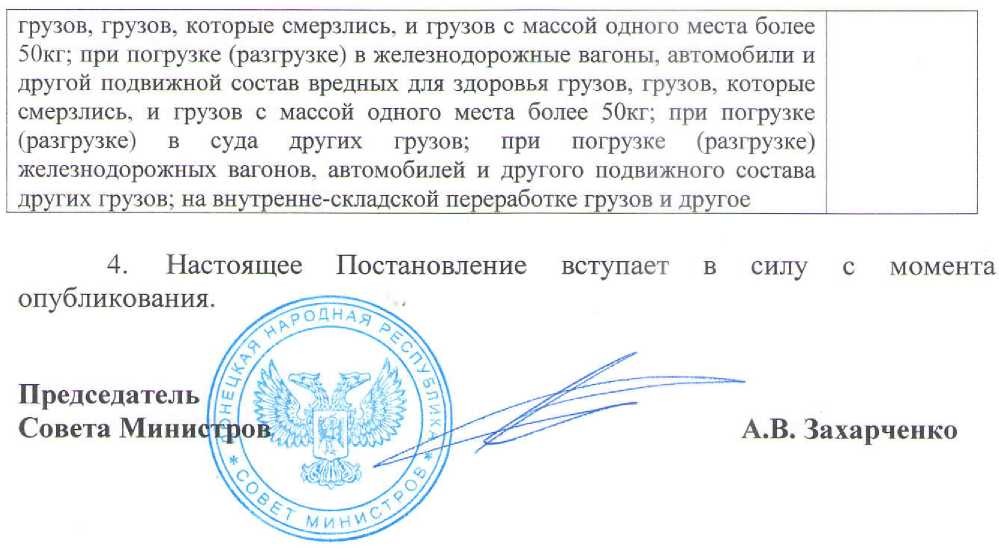 грузов, грузов, которые смерзлись, и грузов с массой одного места более
50кг; при погрузке (разгрузке) в железнодорожные вагоны, автомобили и
другой подвижной состав вредных для здоровья грузов, грузов, которые
смерзлись, и грузов с массой одного места более 50кг; при погрузке
(разгрузке) в суда других грузов; при погрузке (разгрузке)
железнодорожных вагонов, автомобилей и другого подвижного состава
других грузов; на внутренне-складской переработке грузов и другое
4. Настоящее Постановление вступает в силу с момента
опубликования.
ДОНЕЦКАЯ НАРОДНАЯ РЕСПУБЛИКА
* СОВЕТ МИНИСТРОВ *
Председатель
Совета Министров
А.В. Захарченко